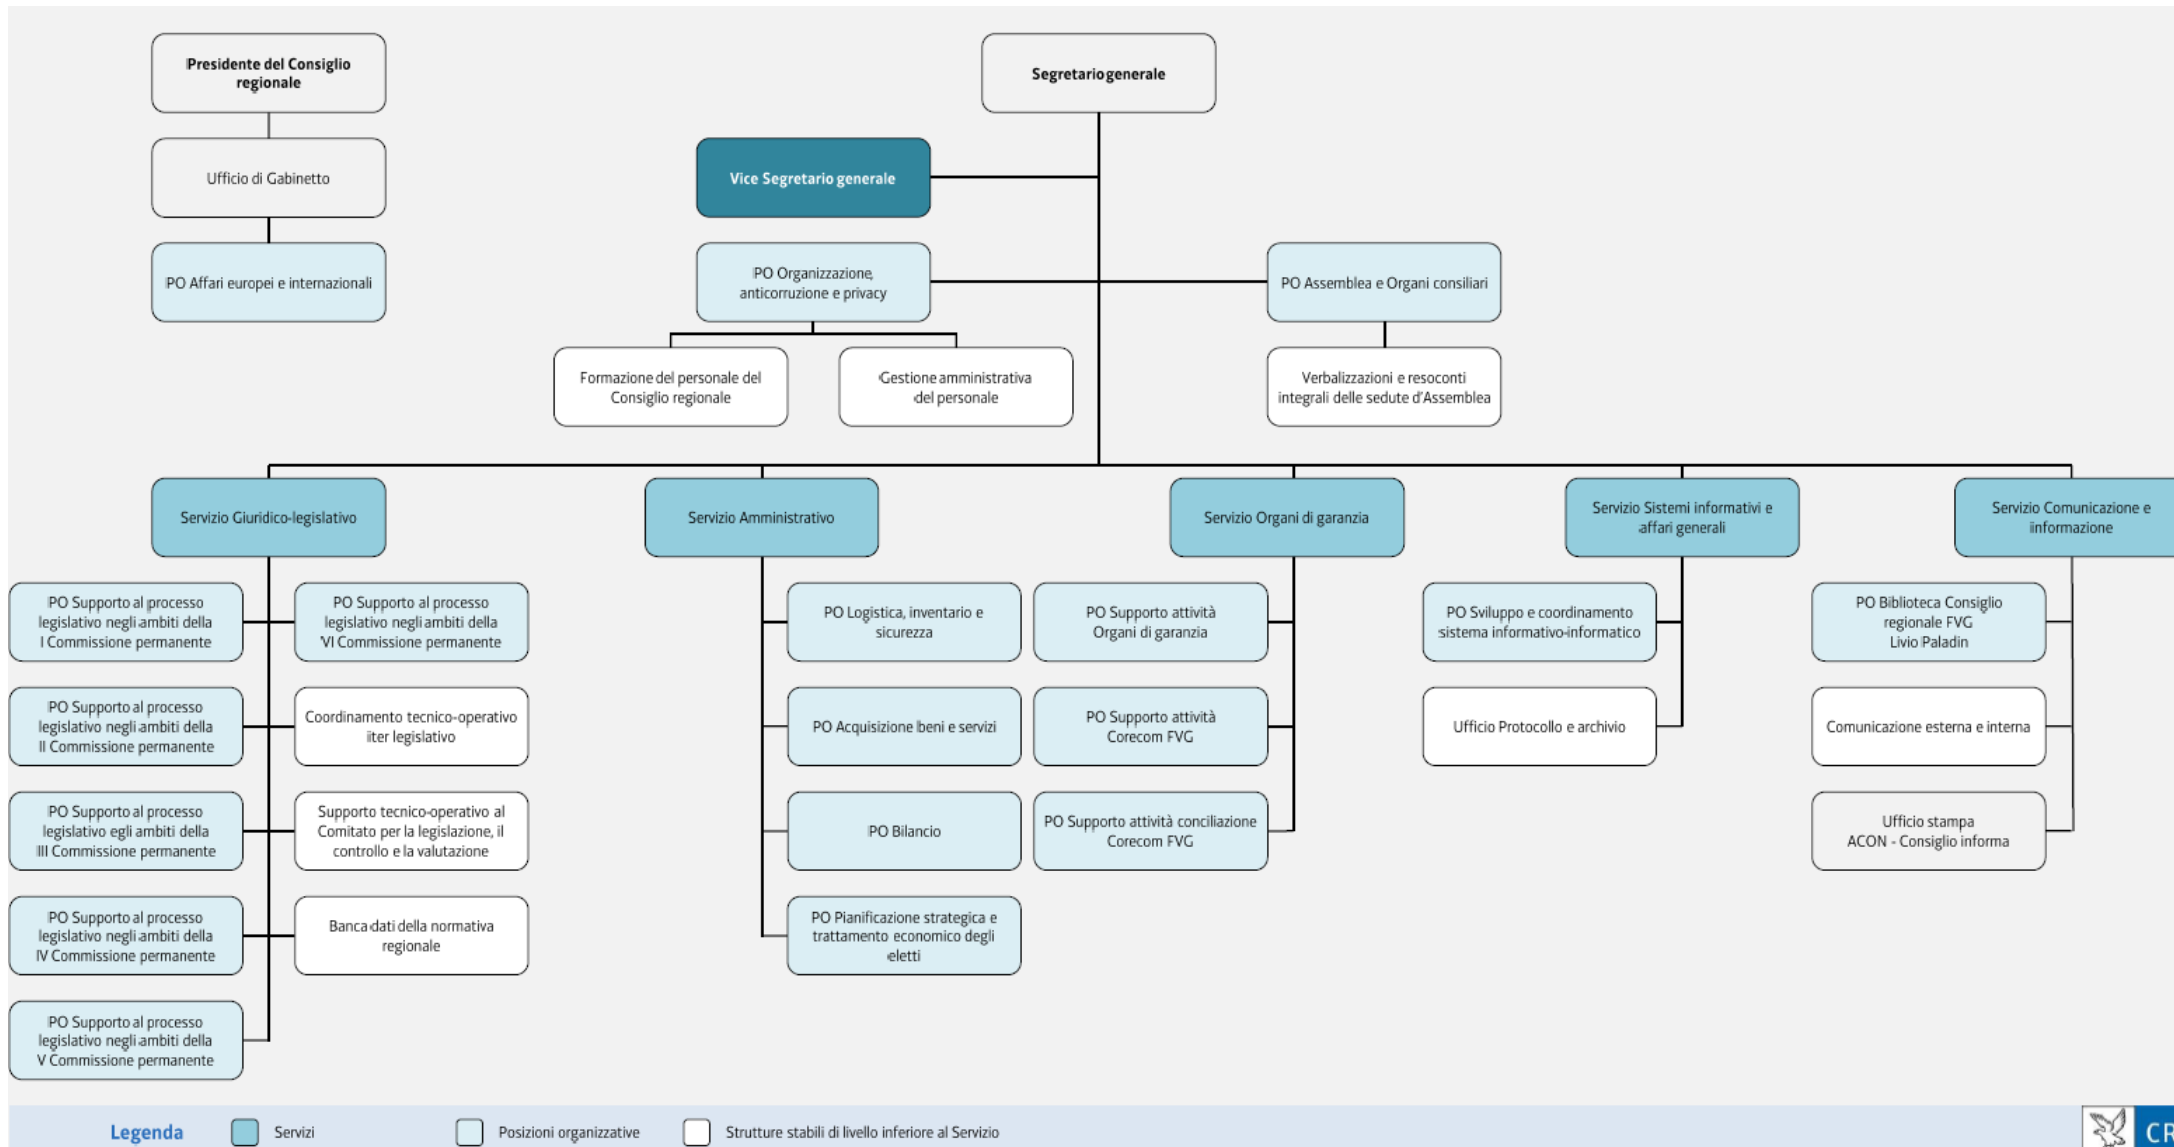 Presidente del Consiglio
regionale
Segretario generale
Ufficio di Gabinetto
Vice Segretario generale
PO Affari europei e internazionali
PO Organizzazione,
anticorruzione e privacy
PO Assemblea e Organi consiliari
Formazione del personale del
Consiglio regionale
Gestione amministrativa
del personale
Verbalizzazioni e resoconti
integrali delle sedute d'Assemblea
Servizio Giuridico-legislativo
Servizio Amministrativo
Servizio Organi di garanzia
Servizio Sistemi informativi e
affari generali
Servizio Comunicazione e
informazione
PO Supporto al processo
legislativo negli ambiti della
I Commissione permanente
PO Supporto al processo
legislativo negli ambiti della
VI Commissione permanente
PO Logistica, inventario e
sicurezza
PO Supporto attività
Organi di garanzia
PO Sviluppo e coordinamento
sistema informativo-informatico
PO Biblioteca Consiglio
regionale FVG
Livio Paladin
PO Supporto al processo
legislativo negli ambiti della
II Commissione permanente
Coordinamento tecnico-operativo
iter legislativo
PO Acquisizione beni e servizi
PO Supporto attività
Corecom FVG
Ufficio Protocollo e archivio
Comunicazione esterna e interna
PO Supporto al processo
legislativo egli ambiti della
III Commissione permanente
Supporto tecnico-operativo al
Comitato per la legislazione, il
controllo e la valutazione
PO Bilancio
PO Supporto attività conciliazione
Corecom FVG
Ufficio stampa
ACON - Consiglio informa
PO Supporto al processo
legislativo negli ambiti della
IV Commissione permanente
Banca dati della normativa
regionale
PO Pianificazione strategica e
trattamento economico degli
eletti
PO Supporto al processo
legislativo negli ambiti della
V Commissione permanente
Legenda
Servizi
Posizioni organizzative
Strutture stabili di livello inferiore al Servizio